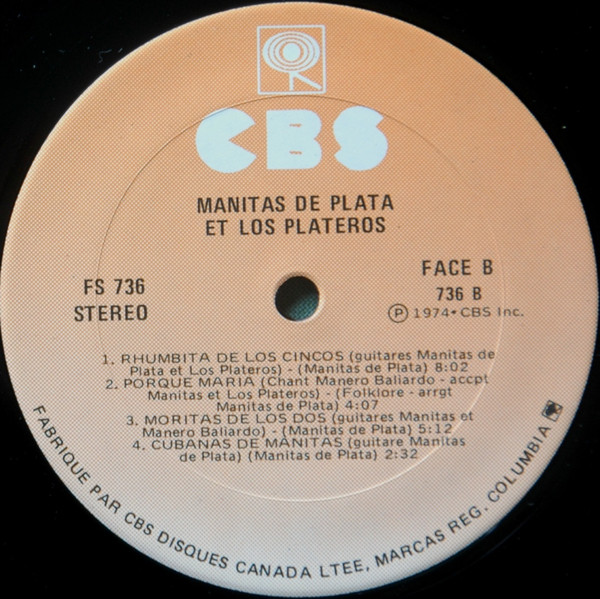 CBS
MANITAS DE PLATA
ET LOS PLATEROS
FS 736
STEREO
FACE B
736 B
Ⓟ 1974 • CBS Inc.
1. RHUMBITA DE LOS CINCOS (guitares Manitas de
Plata et Los Plateros) - (Manitas de Plata) 8:02
2. PORQUE MARIA (Chant Manero Baliardo - accpt
Manitas et Los Plateros) - (Folklore - arrgt
Manitas de Plata) 4:07
3. MORITAS DE LOS DOS (guitares Manitas et
Manero Baliardo) - (Manitas de Plata) 5:12
4. CUBANAS DE MANITAS (guitare Manitas
de Plata) (Manitas de Plata) 2:32
FABRIQUE PAR CBS DISQUES CANADA LTEE, MARCAS REG. COLUMBIA